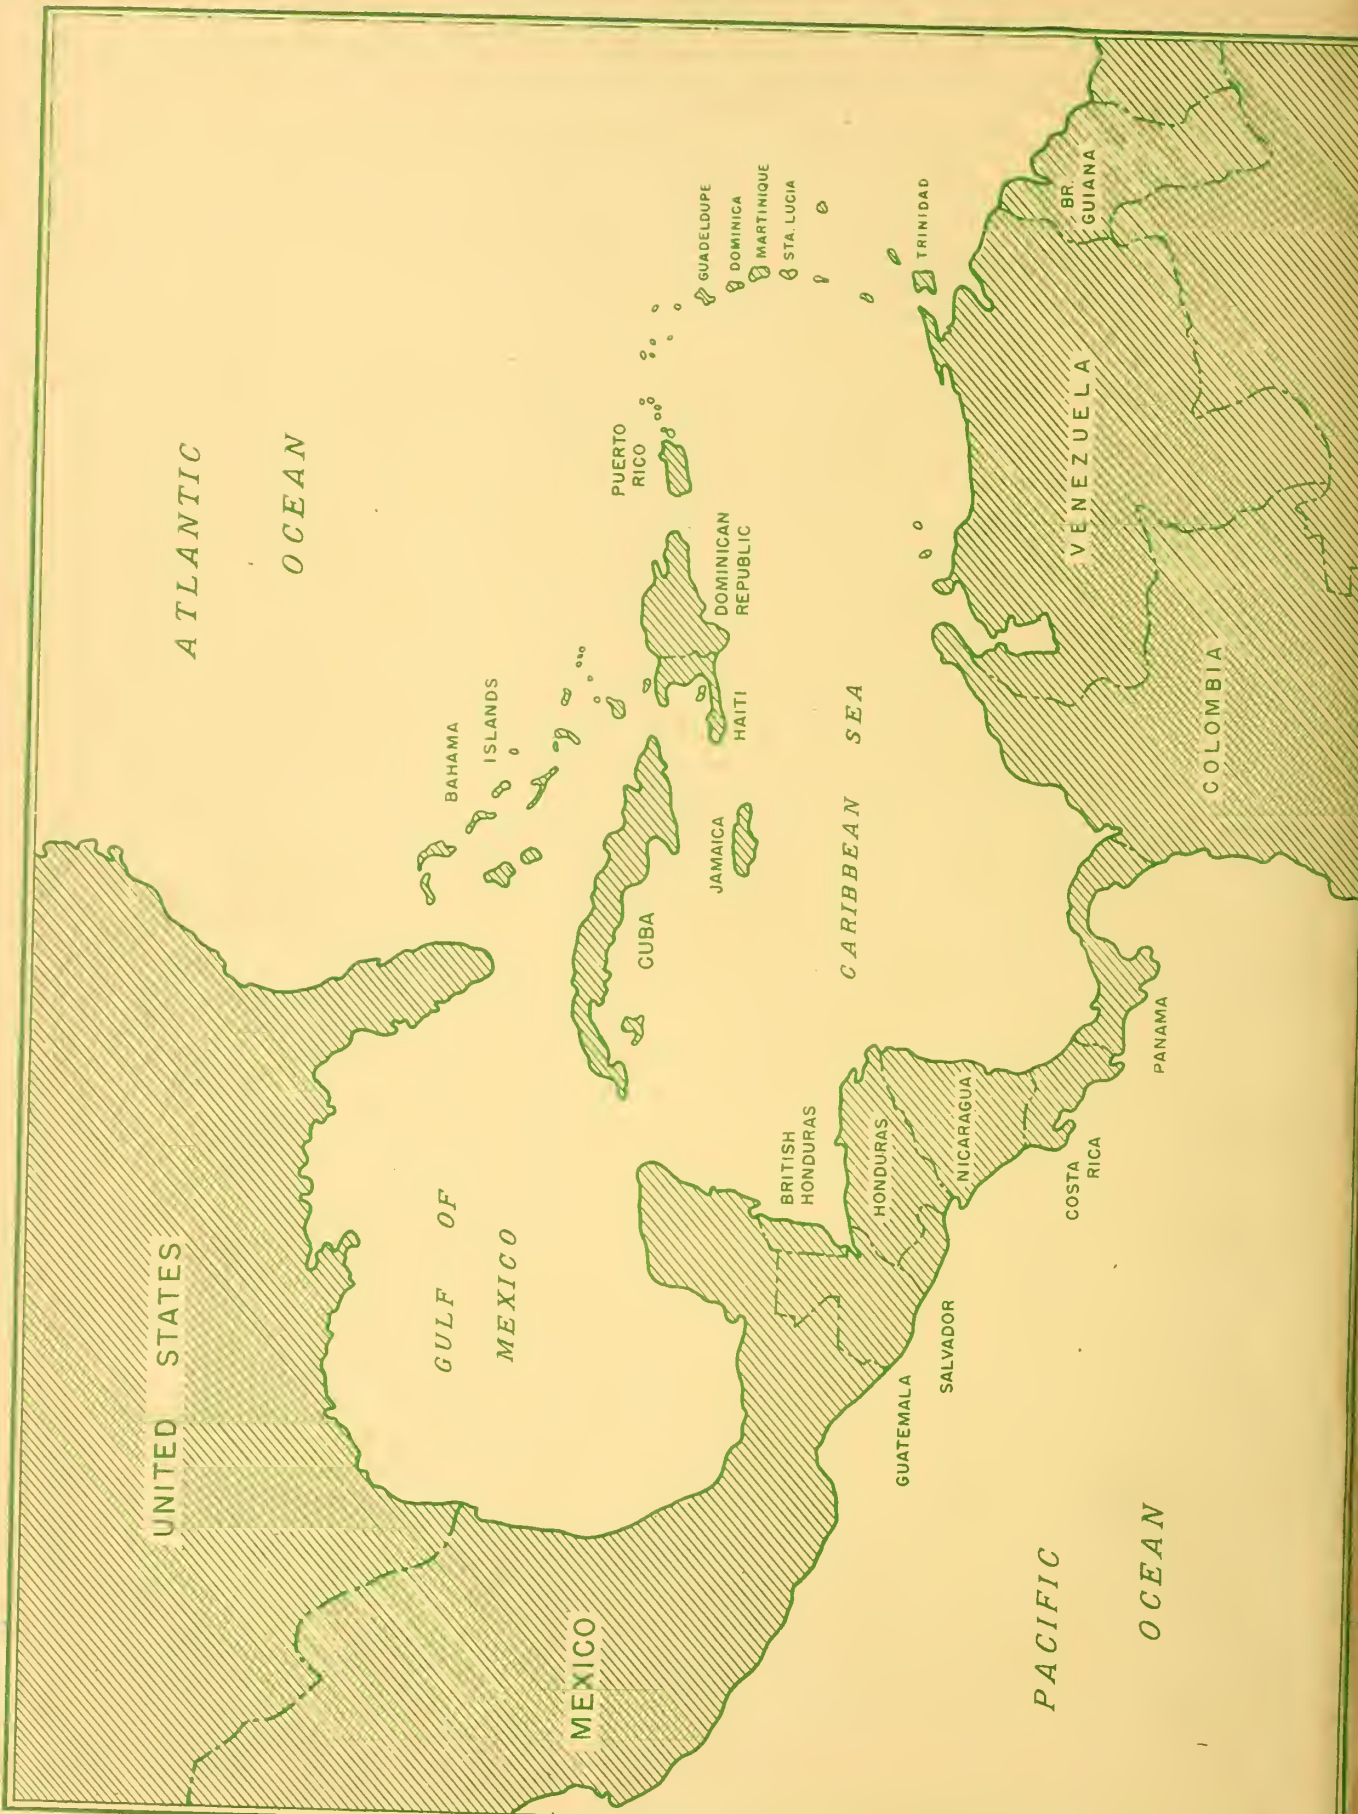 UNITED STATES
ATLANTIC
OCEAN
GULF OF
MEXICO
BAHAMA
ISLANDS
MEXICO
CUBA
PUERTO
RICO
JAMAICA
HAITI
DOMINICAN
REPUBLIC
GUADELDUPE
DOMINICA
MARTINIQUE
STA. LUCIA
BRITISH
HONDURAS
CARIBBEAN SEA
HONDURAS
GUATEMALA
SALVADOR
NICARAGUA
TRINIDAD
COSTA
RICA
PANAMA
PACIFIC
OCEAN
VENEZUELA
BR.
GUIANA
COLOMBIA